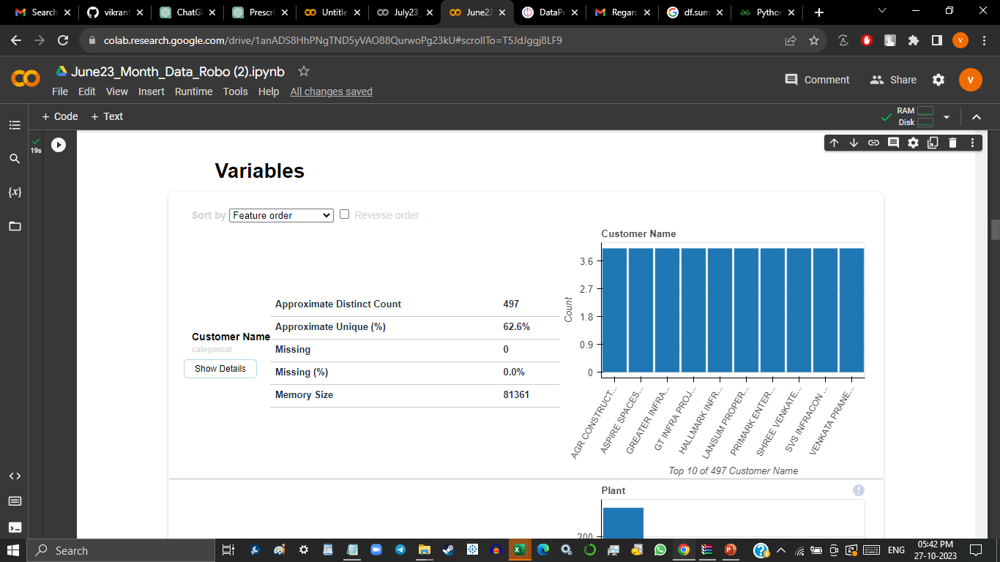 Search
vikrant
ChatG
Prescri
Untitle
July23_
June23
DataPr
Regard
df.sum
Python
colab.research.google.com/drive/1anADS8HhPNgTND5yVAO88QurwoPg23kU#scrollTo=T5JdJggj8LF9
V
June23_Month_Data_Robo (2).ipynb
Comment
Share
V
File Edit View Insert Runtime Tools Help All changes saved
+ Code + Text
RAM
Disk
19s
{x}
Variables
Sort by Feature order Reverse order
Customer Name
categorical
Show Details
Approximate Distinct Count 497
Approximate Unique (%) 62.6%
Missing 0
Missing (%) 0.0%
Memory Size 81361
Customer Name
Count
3.6
2.7
1.8
0.9
0
AGR CONSTRUCT...
ASPIRE SPACES...
GREATER INFRA...
GT INFRA PROJ...
HALLMARK INFR...
LANSUM PROPER...
PRIMARK ENTER...
SHREE VENKATE...
SVS INFRACON ...
VENKATA PRANE...
Top 10 of 497 Customer Name
Plant
200
Search
ENG
05:42 PM
27-10-2023